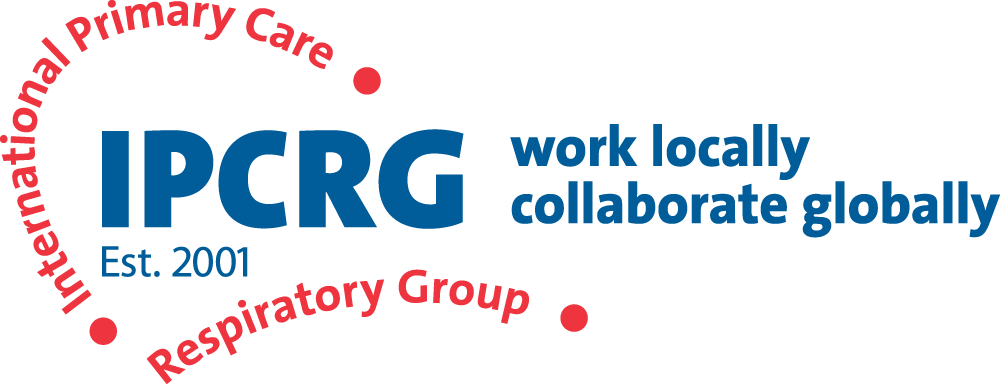 International Primary Care
IPCRG
Est. 2001
Respiratory Group
work locally
collaborate globally